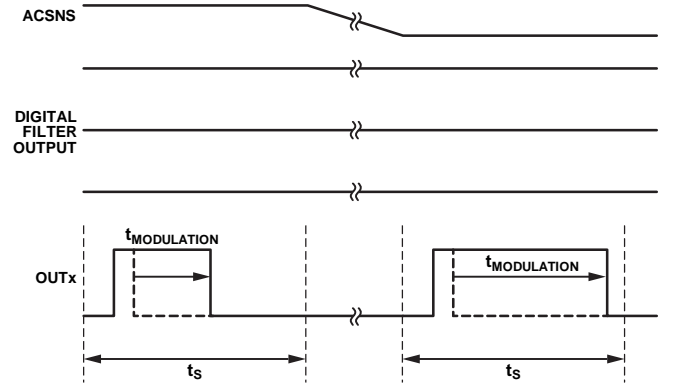 ACSNS
DIGITAL
FILTER
OUTPUT
OUTx
tMODULATION
tMODULATION
tS
tS